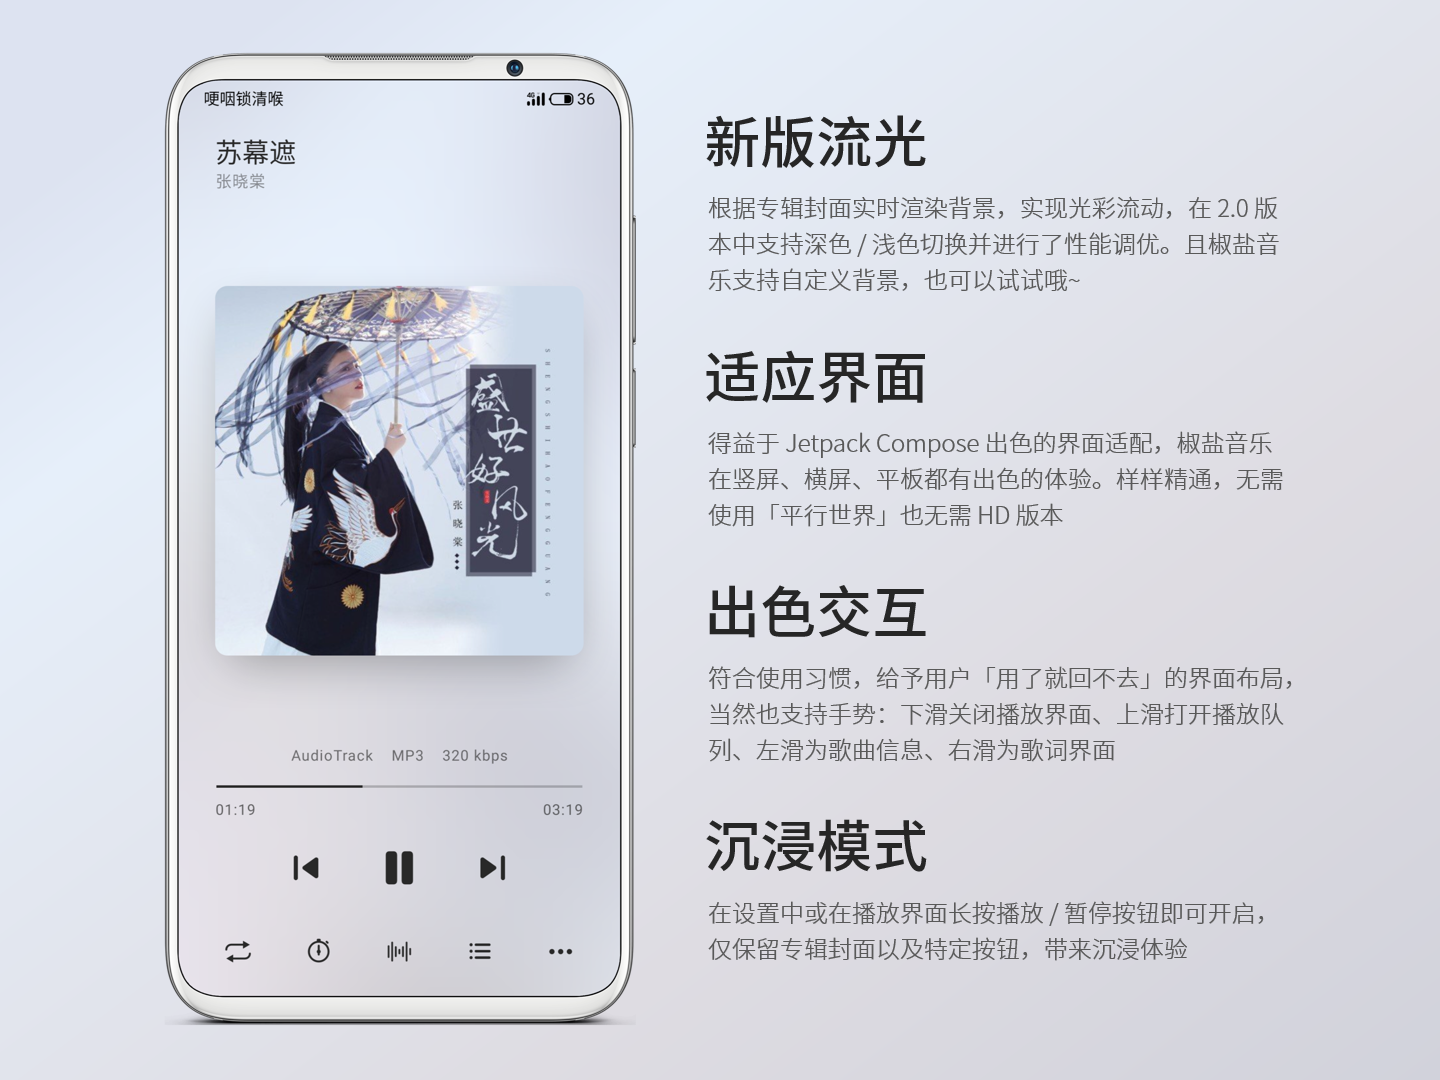 哽咽锁清喉
4G 36
苏幕遮
张晓棠
盛世好风光
张晓棠
SHENGSHIHAOFENGGUANG
AudioTrack MP3 320 kbps
01:19 03:19
新版流光
根据专辑封面实时渲染背景，实现光彩流动，在 2.0 版
本中支持深色 / 浅色切换并进行了性能调优。且椒盐音
乐支持自定义背景，也可以试试哦~
适应界面
得益于 Jetpack Compose 出色的界面适配，椒盐音乐
在竖屏、横屏、平板都有出色的体验。样样精通，无需
使用「平行世界」也无需 HD 版本
出色交互
符合使用习惯，给予用户「用了就回不去」的界面布局，
当然也支持手势：下滑关闭播放界面、上滑打开播放队
列、左滑为歌曲信息、右滑为歌词界面
沉浸模式
在设置中或在播放界面长按播放 / 暂停按钮即可开启，
仅保留专辑封面以及特定按钮，带来沉浸体验